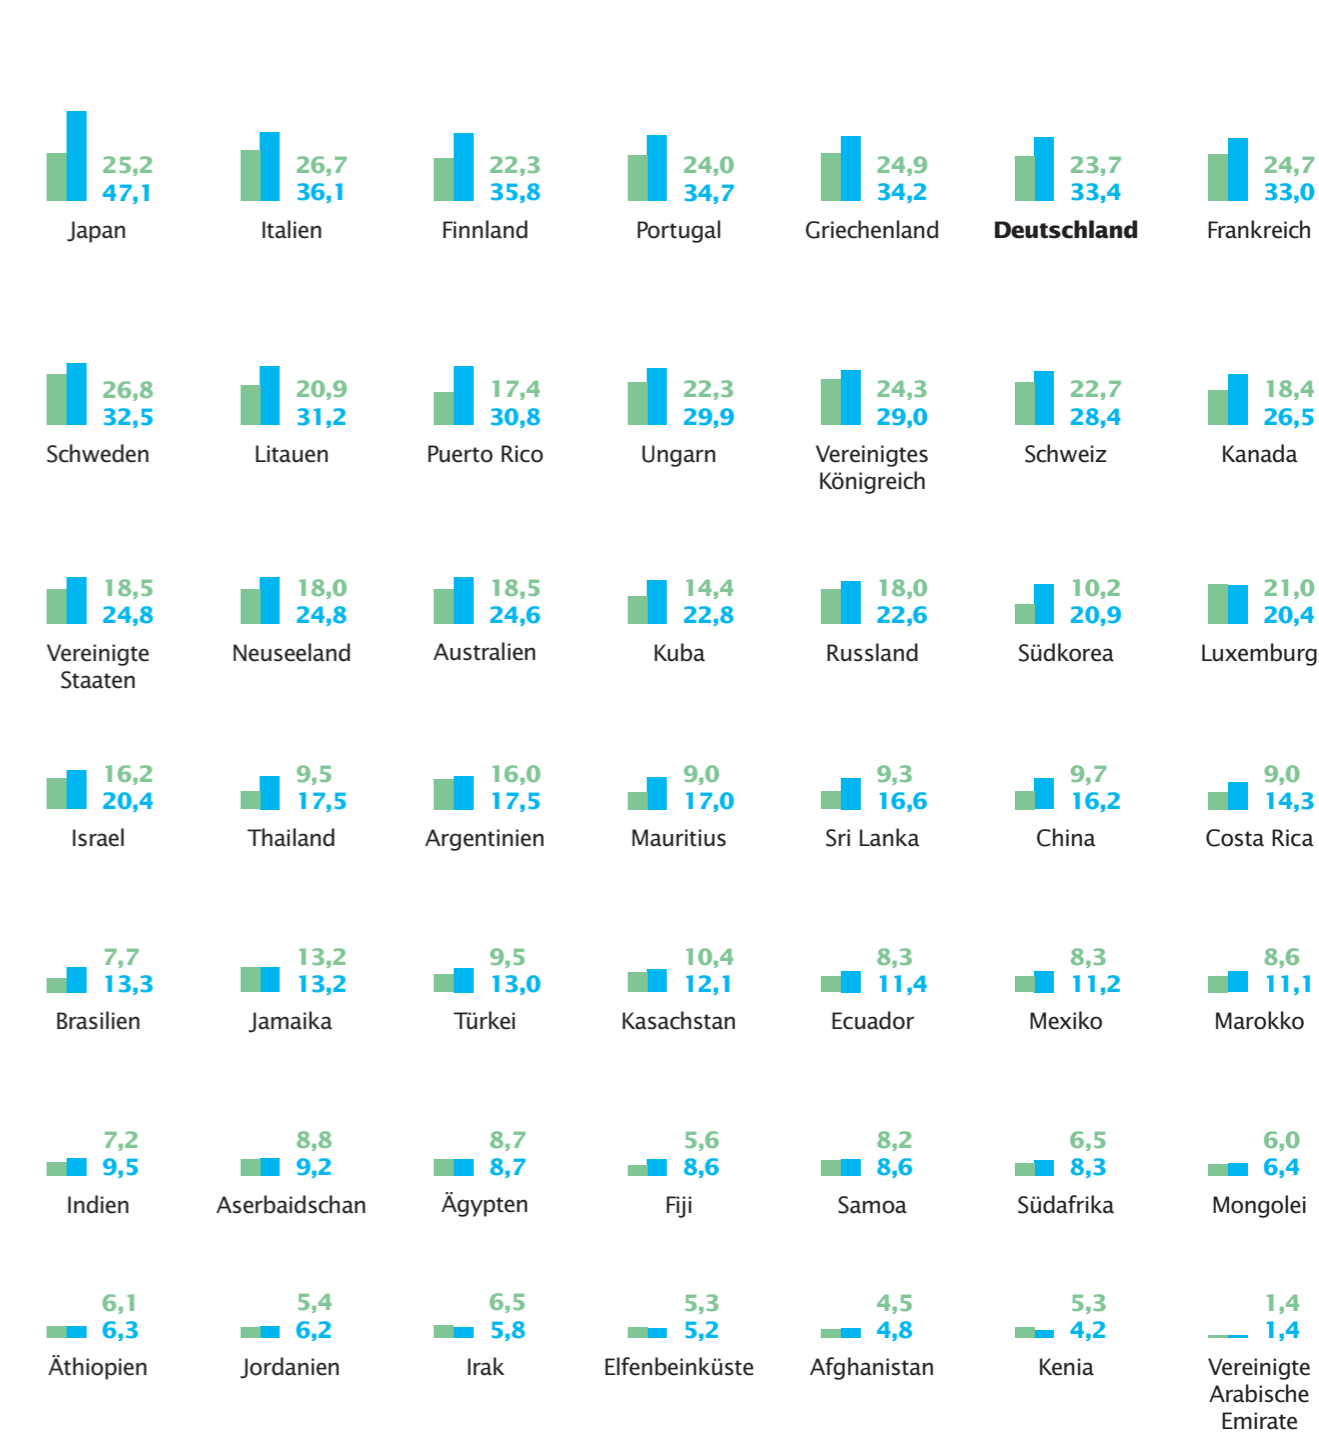 25,2
47,1
Japan
26,7
36,1
Italien
22,3
35,8
Finnland
24,0
34,7
Portugal
24,9
34,2
Griechenland
23,7
33,4
Deutschland
24,7
33,0
Frankreich
26,8
32,5
Schweden
20,9
31,2
Litauen
17,4
30,8
Puerto Rico
22,3
29,9
Ungarn
24,3
29,0
Vereinigtes
Königreich
22,7
28,4
Schweiz
18,4
26,5
Kanada
18,5
24,8
Vereinigte
Staaten
18,0
24,8
Neuseeland
18,5
24,6
Australien
14,4
22,8
Kuba
18,0
22,6
Russland
10,2
20,9
Südkorea
21,0
20,4
Luxemburg
16,2
20,4
Israel
9,5
17,5
Thailand
16,0
17,5
Argentinien
9,0
17,0
Mauritius
9,3
16,6
Sri Lanka
9,7
16,2
China
9,0
14,3
Costa Rica
7,7
13,3
Brasilien
13,2
13,2
Jamaika
9,5
13,0
Türkei
10,4
12,1
Kasachstan
8,3
11,4
Ecuador
8,3
11,2
Mexiko
8,6
11,1
Marokko
7,2
9,5
Indien
8,8
9,2
Aserbaidschan
8,7
8,7
Ägypten
5,6
8,6
Fiji
8,2
8,6
Samoa
6,5
8,3
Südafrika
6,0
6,4
Mongolei
6,1
6,3
Äthiopien
5,4
6,2
Jordanien
6,5
5,8
Irak
5,3
5,2
Elfenbeinküste
4,5
4,8
Afghanistan
5,3
4,2
Kenia
1,4
1,4
Vereinigte
Arabische
Emirate